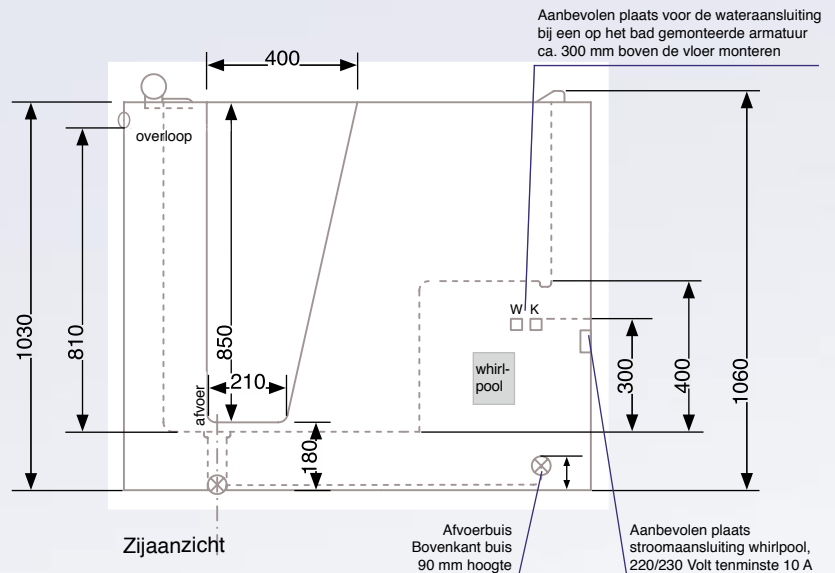 Aanbevolen plaats voor de wateraansluiting
bij een op het bad gemonteerde armatuur
ca. 300 mm boven de vloer monteren
400
overloop
1030
810
850
210
afvoer
180
W K
whirl-
pool
300
400
1060
Zijaanzicht
Afvoerbuis
Bovenkant buis
90 mm hoogte
Aanbevolen plaats
stroomaansluiting whirlpool,
220/230 Volt tenminste 10 A